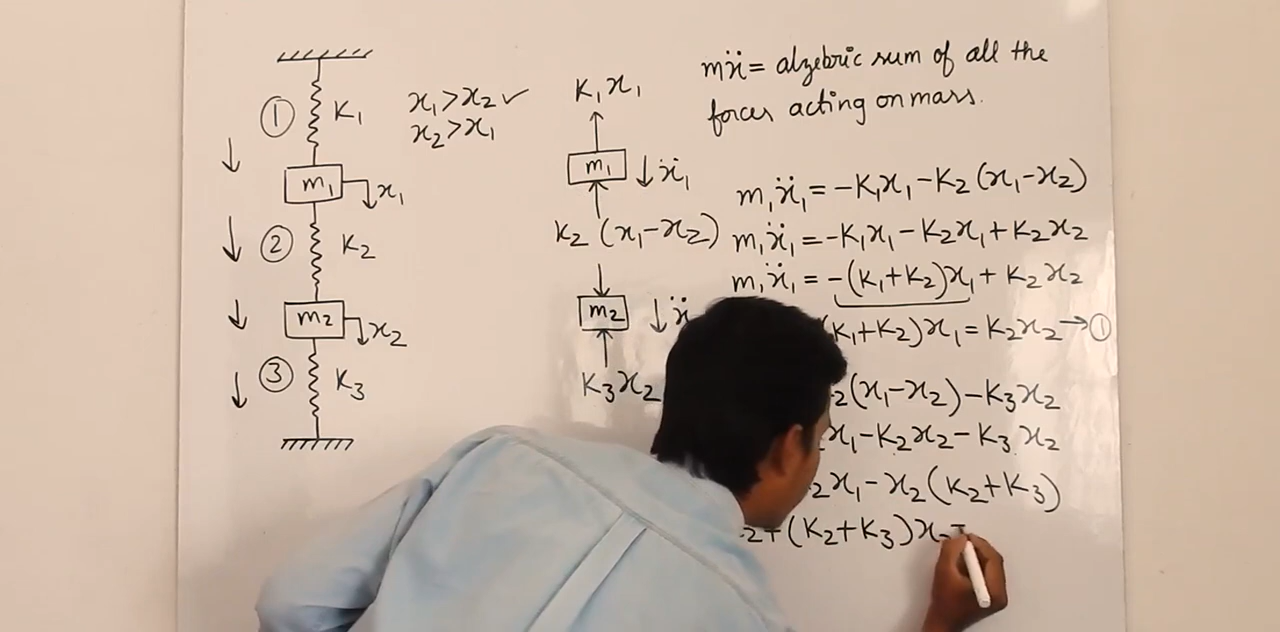 ①
K₁
m₁
x₁
②
K₂
m₂
x₂
③
K₃
x₁>x₂ ✓
x₂>x₁
K₁x₁
m₁
ẍ₁
K₂(x₁-x₂)
m₂
K₃x₂
mẍ= algebric sum of all the
forces acting on mass.
m₁ẍ₁=-K₁x₁-K₂(x₁-x₂)
m₁ẍ₁=-K₁x₁-K₂x₁+K₂x₂
m₁ẍ₁=-(K₁+K₂)x₁+K₂x₂
(K₁+K₂)x₁=K₂x₂→①
₂(x₁-x₂)-K₃x₂
x₁-K₂x₂-K₃x₂
₂x₁-x₂(K₂+K₃)
₂+(K₂+K₃)x₂=